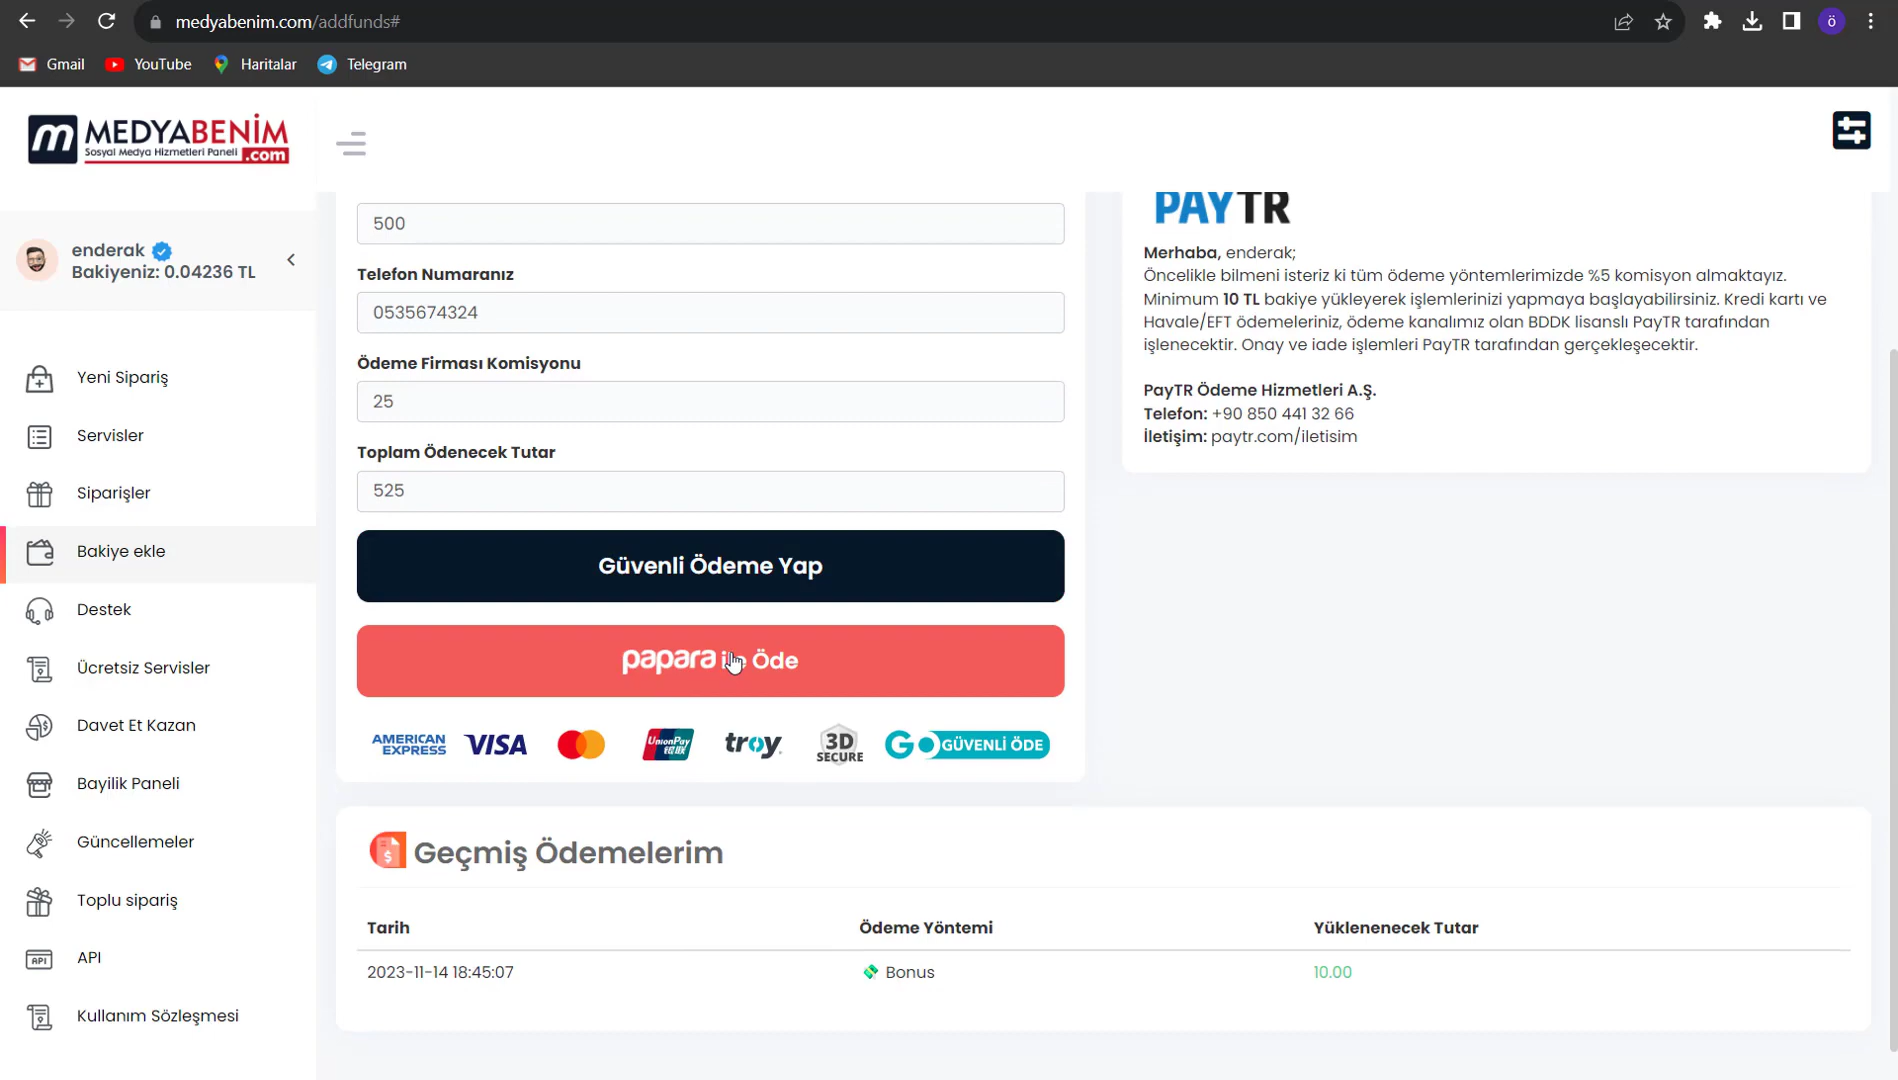 medyabenim.com/addfunds#
ö
Gmail
YouTube
Haritalar
Telegram
m MEDYABENİM
Sosyal Medya Hizmetleri Paneli .com
enderak
Bakiyeniz: 0.04236 TL
Yeni Sipariş
Servisler
Siparişler
Bakiye ekle
Destek
Ücretsiz Servisler
Davet Et Kazan
Bayilik Paneli
Güncellemeler
Toplu sipariş
API
API
Kullanım Sözleşmesi
500
Telefon Numaranız
0535674324
Ödeme Firması Komisyonu
25
Toplam Ödenecek Tutar
525
Güvenli Ödeme Yap
papara ile Öde
AMERICAN EXPRESS VISA UnionPay 银联 troy 3D SECURE G GÜVENLİ ÖDE
PAYTR
Merhaba, enderak;
Öncelikle bilmeni isteriz ki tüm ödeme yöntemlerimizde %5 komisyon almaktayız.
Minimum 10 TL bakiye yükleyerek işlemlerinizi yapmaya başlayabilirsiniz. Kredi kartı ve
Havale/EFT ödemeleriniz, ödeme kanalımız olan BDDK lisanslı PayTR tarafından
işlenecektir. Onay ve iade işlemleri PayTR tarafından gerçekleşecektir.
PayTR Ödeme Hizmetleri A.Ş.
Telefon: +90 850 441 32 66
İletişim: paytr.com/iletisim
Geçmiş Ödemelerim
Tarih Ödeme Yöntemi Yüklenenecek Tutar
2023-11-14 18:45:07 Bonus 10.00